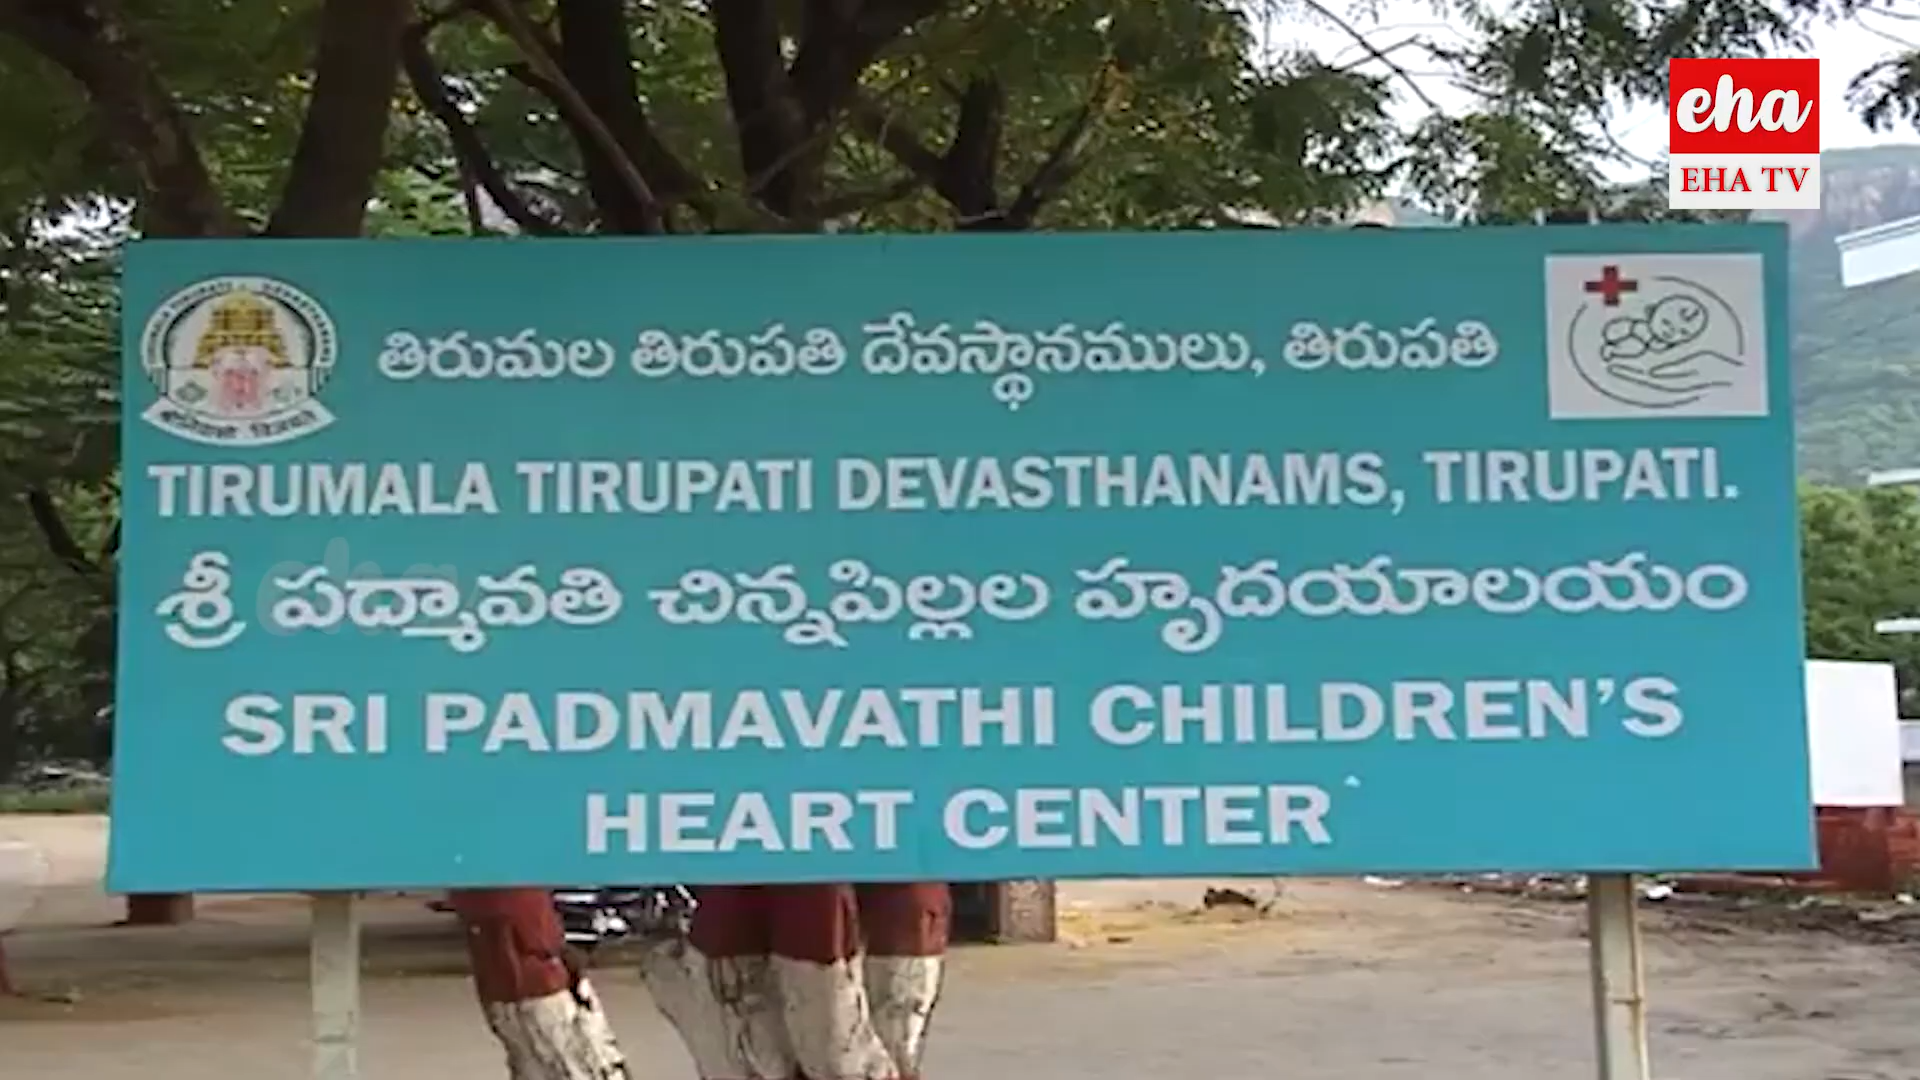 eha
EHA TV
తిరుమల తిరుపతి దేవస్థానములు, తిరుపతి
TIRUMALA TIRUPATI DEVASTHANAMS, TIRUPATI.
శ్రీ పద్మావతి చిన్నపిల్లల హృదయాలయం
SRI PADMAVATHI CHILDREN'S
HEART CENTER